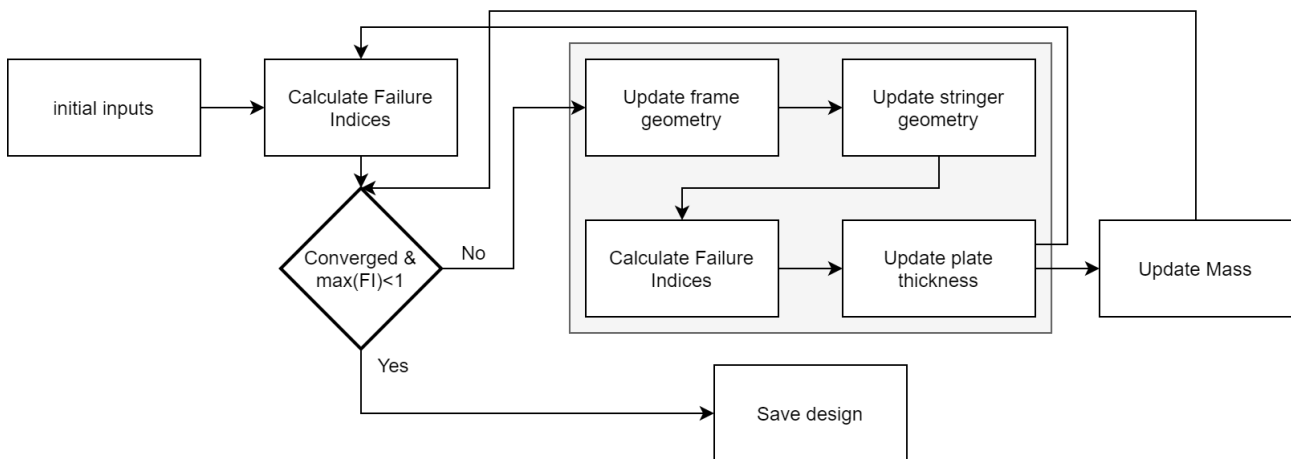 initial inputs
Calculate Failure
Indices
Update frame
geometry
Update stringer
geometry
Converged &
max(FI)<1
No
Calculate Failure
Indices
Update plate
thickness
Update Mass
Yes
Save design